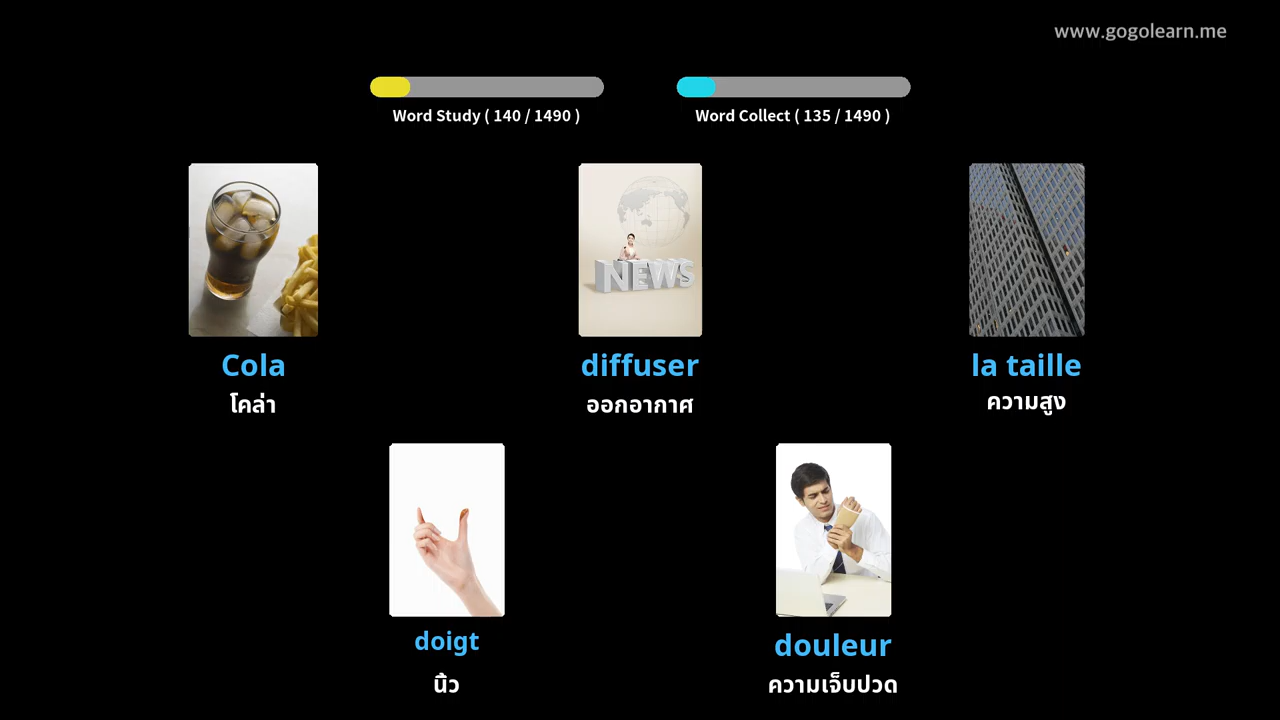 www.gogolearn.me
Word Study ( 140 / 1490 )
Word Collect ( 135 / 1490 )
NEWS
Cola
โคล่า
diffuser
ออกอากาศ
la taille
ความสูง
doigt
นิ้ว
douleur
ความเจ็บปวด